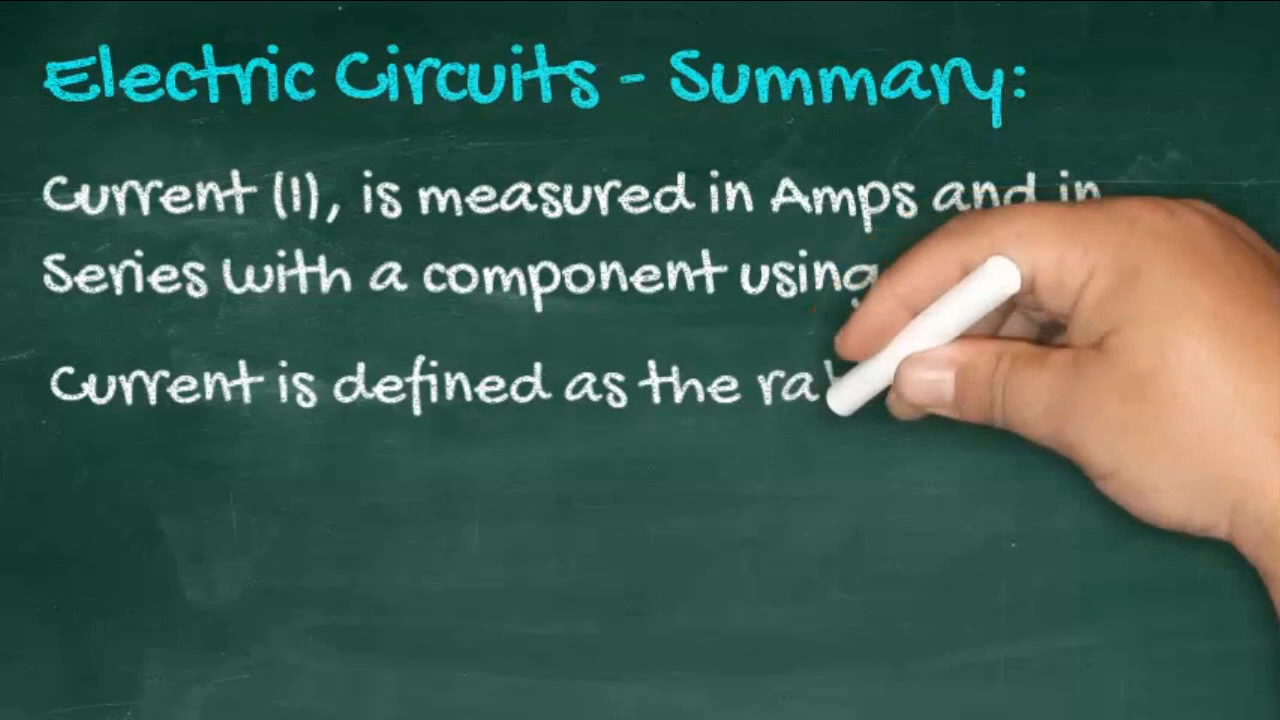 Electric Circuits - Summary:
Current (I), is measured in Amps and in
Series with a component using
Current is defined as the